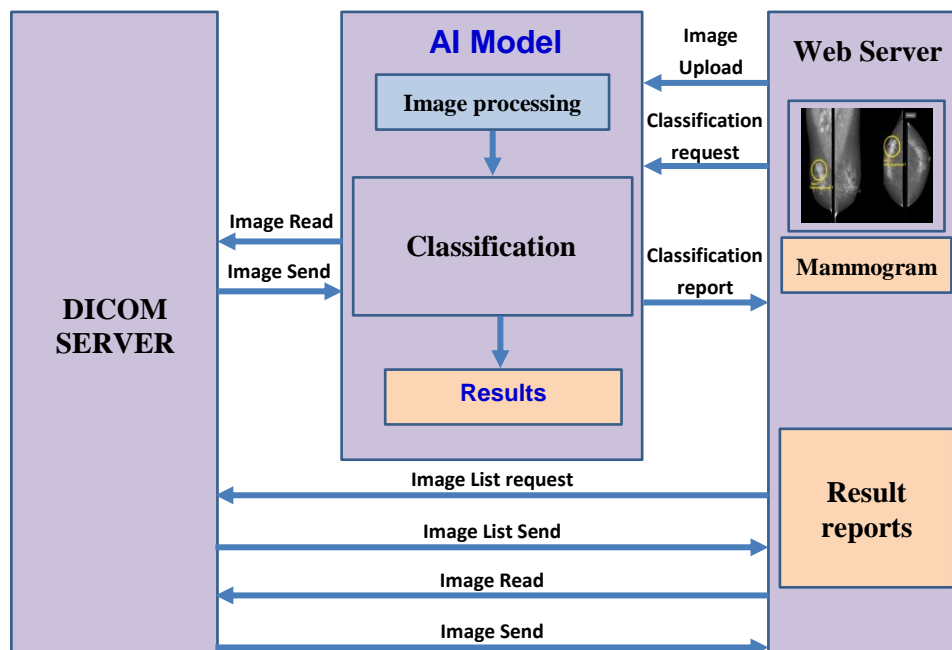 AI Model
Image
Upload
Web Server
Image processing
Classification
request
Image Read
Classification
Image Send
Classification
report
Mammogram
DICOM
SERVER
Results
Image List request
Result
reports
Image List Send
Image Read
Image Send